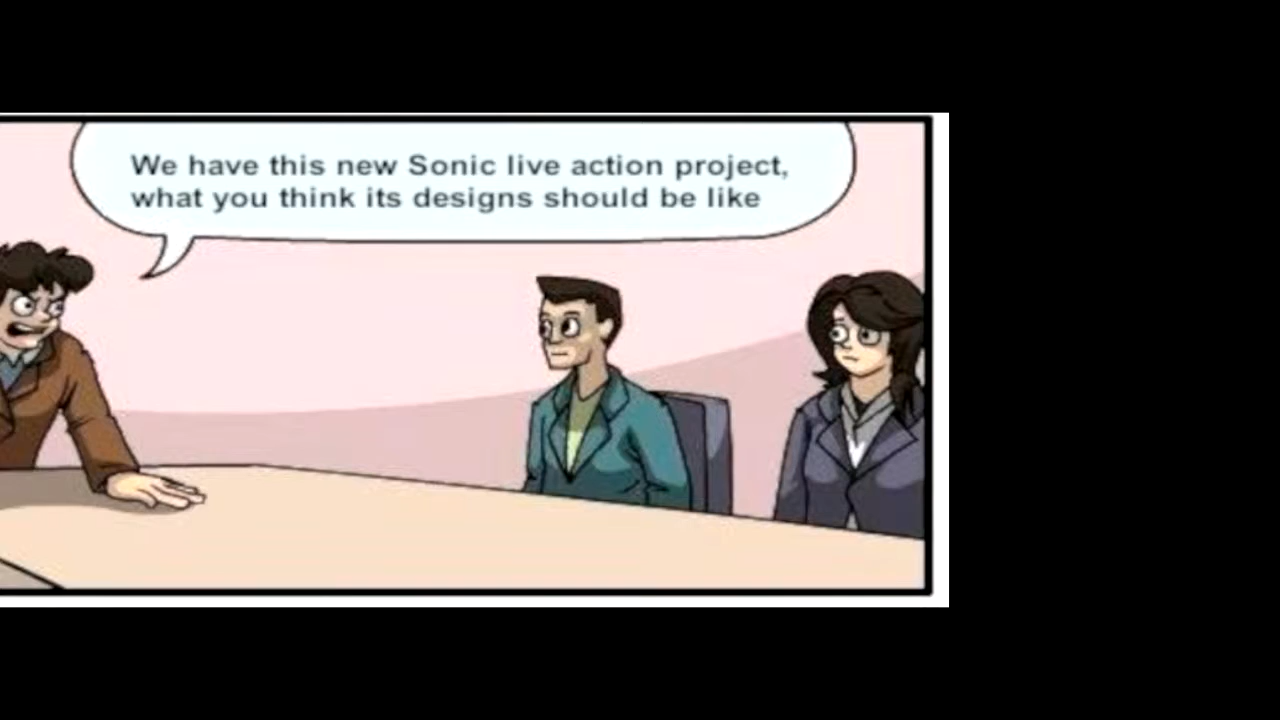 We have this new Sonic live action project,
what you think its designs should be like